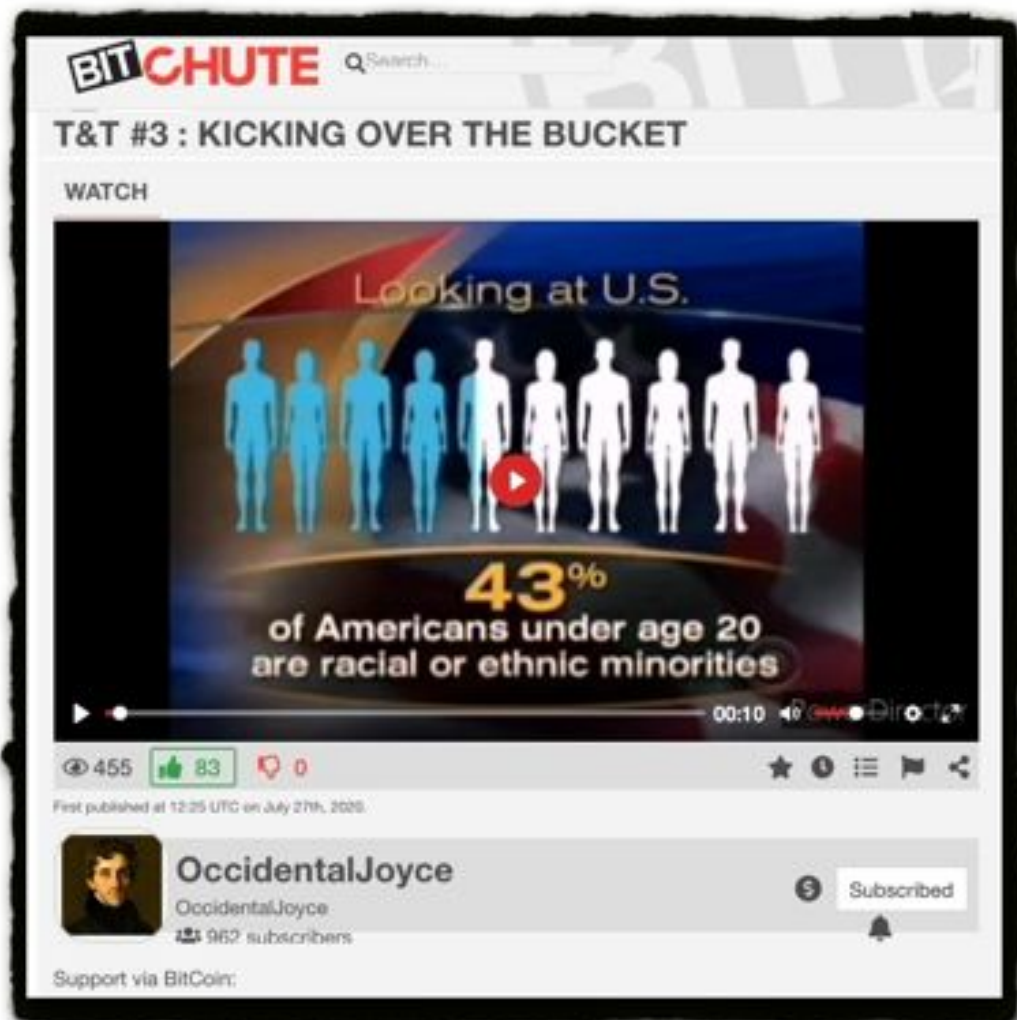 BITCHUTE Search...
T&T #3 : KICKING OVER THE BUCKET
WATCH
Looking at U.S.
43%
of Americans under age 20
are racial or ethnic minorities
00:10
455 83 0
First published at 12:25 UTC on July 27th, 2020.
OccidentalJoyce
OccidentalJoyce
962 subscribers
Subscribed
Support via BitCoin: